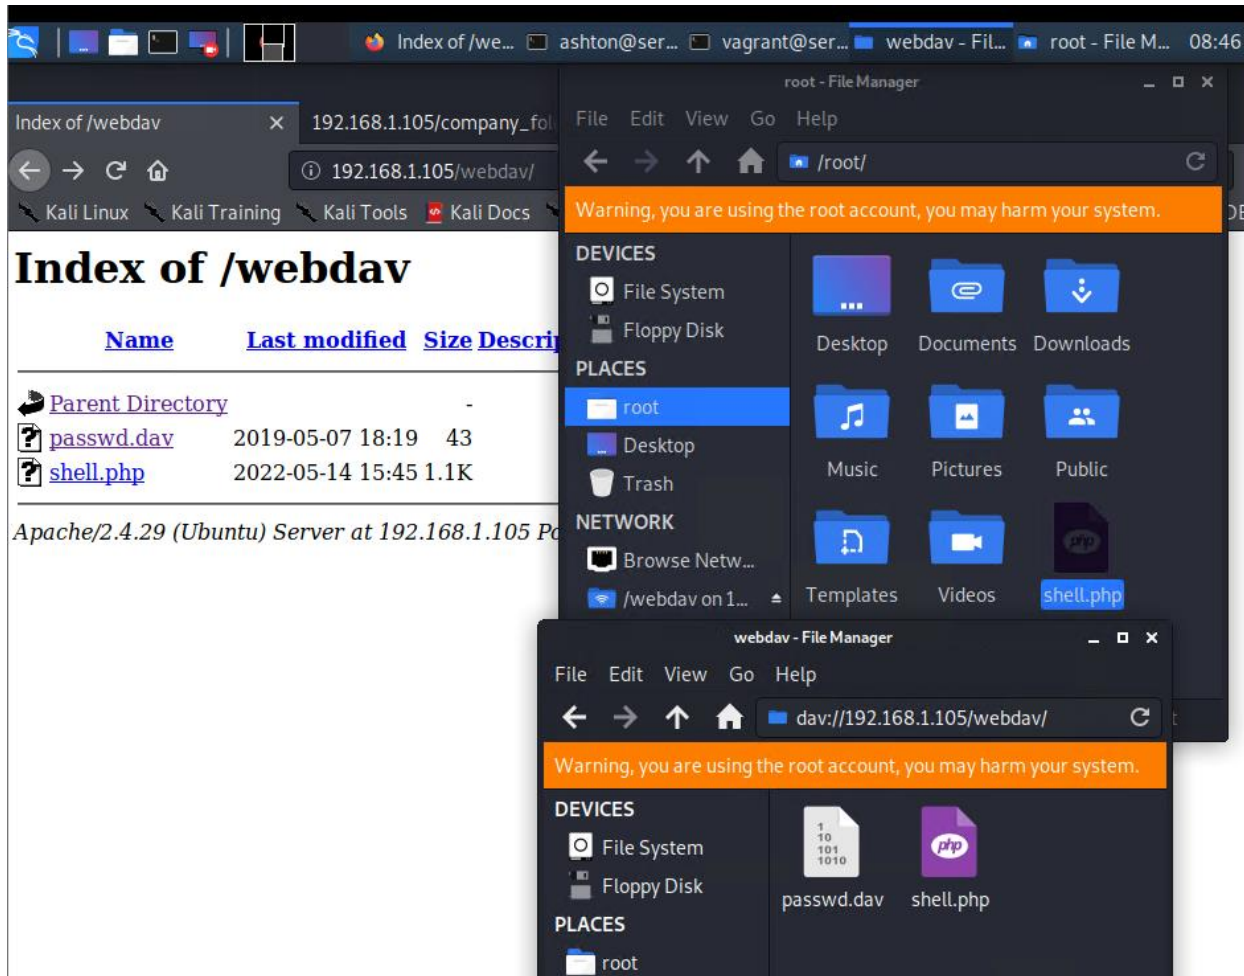 Index of /we... ashton@ser... vagrant@ser... webdav - Fil... root - File M... 08:46
Index of /webdav
192.168.1.105/company_fol
192.168.1.105/webdav/
Kali Linux Kali Training Kali Tools Kali Docs
Index of /webdav
Name Last modified Size Descrip
Parent Directory -
passwd.dav 2019-05-07 18:19 43
shell.php 2022-05-14 15:45 1.1K
Apache/2.4.29 (Ubuntu) Server at 192.168.1.105 Po
root - File Manager
File Edit View Go Help
/root/
Warning, you are using the root account, you may harm your system.
DEVICES
File System
Floppy Disk
PLACES
root
Desktop
Trash
NETWORK
Browse Netw...
/webdav on 1...
Desktop Documents Downloads
Music Pictures Public
php
Templates Videos shell.php
webdav - File Manager
File Edit View Go Help
dav://192.168.1.105/webdav/
Warning, you are using the root account, you may harm your system.
DEVICES
File System
Floppy Disk
PLACES
root
1
10
101
1010
php
passwd.dav shell.php